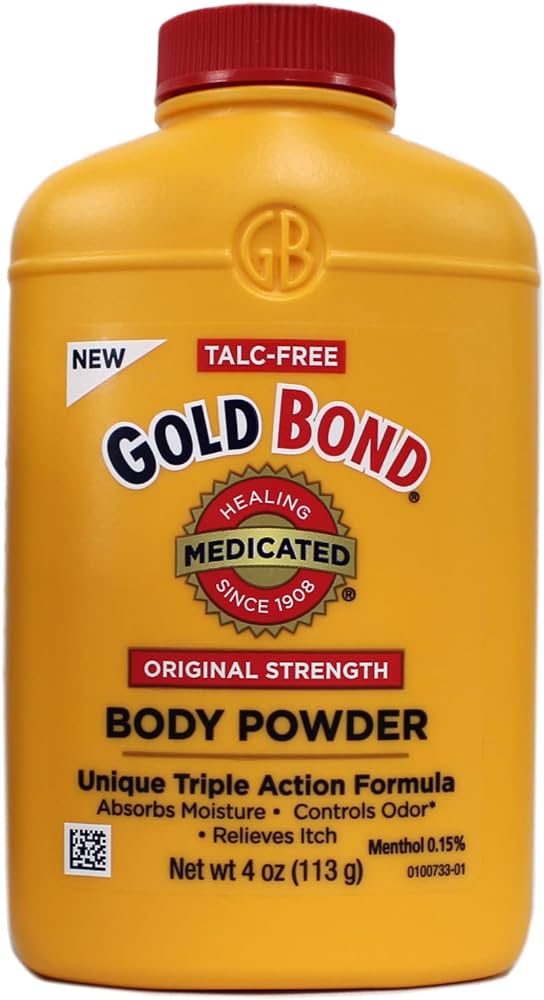 GB
NEW
TALC-FREE
GOLD BOND®
HEALING
MEDICATED
SINCE 1908®
ORIGINAL STRENGTH
BODY POWDER
Unique Triple Action Formula
Absorbs Moisture • Controls Odor*
• Relieves Itch
Menthol 0.15%
Net wt 4 oz (113 g)
0100733-01